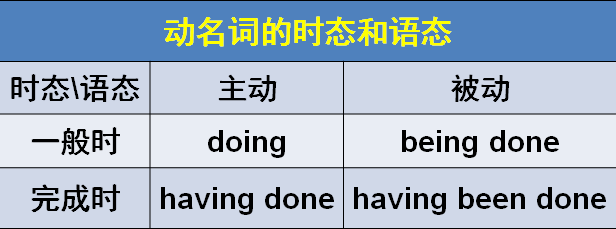 动名词的时态和语态
时态\语态 主动 被动
一般时 doing being done
完成时 having done having been done